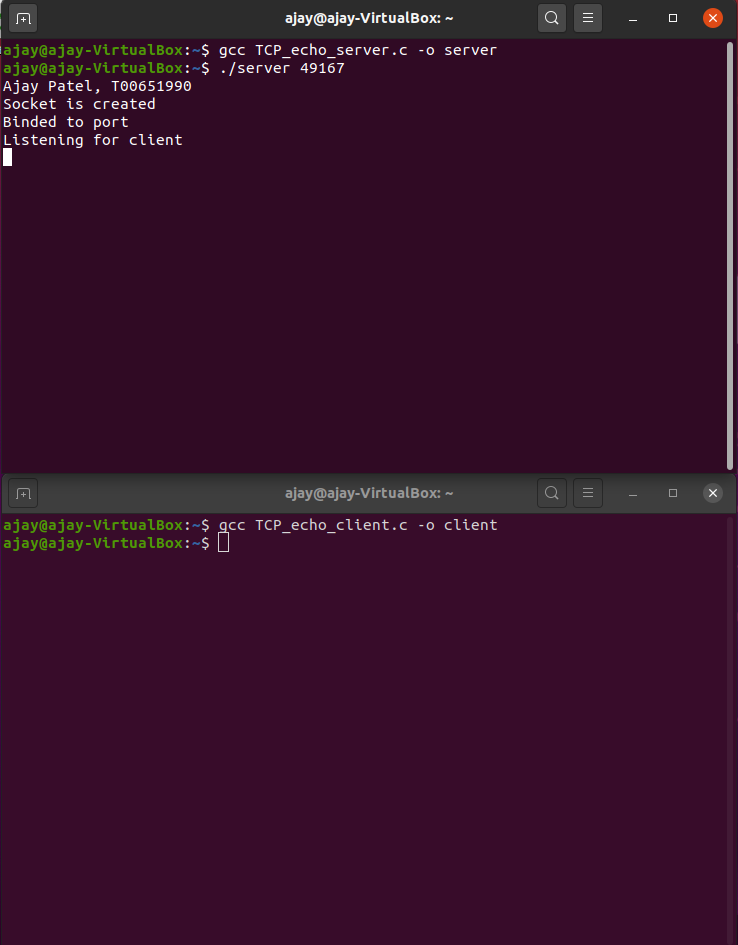 ajay@ajay-VirtualBox: ~
ajay@ajay-VirtualBox:~$ gcc TCP_echo_server.c -o server
ajay@ajay-VirtualBox:~$ ./server 49167
Ajay Patel, T00651990
Socket is created
Binded to port
Listening for client
ajay@ajay-VirtualBox: ~
ajay@ajay-VirtualBox:~$ gcc TCP_echo_client.c -o client
ajay@ajay-VirtualBox:~$